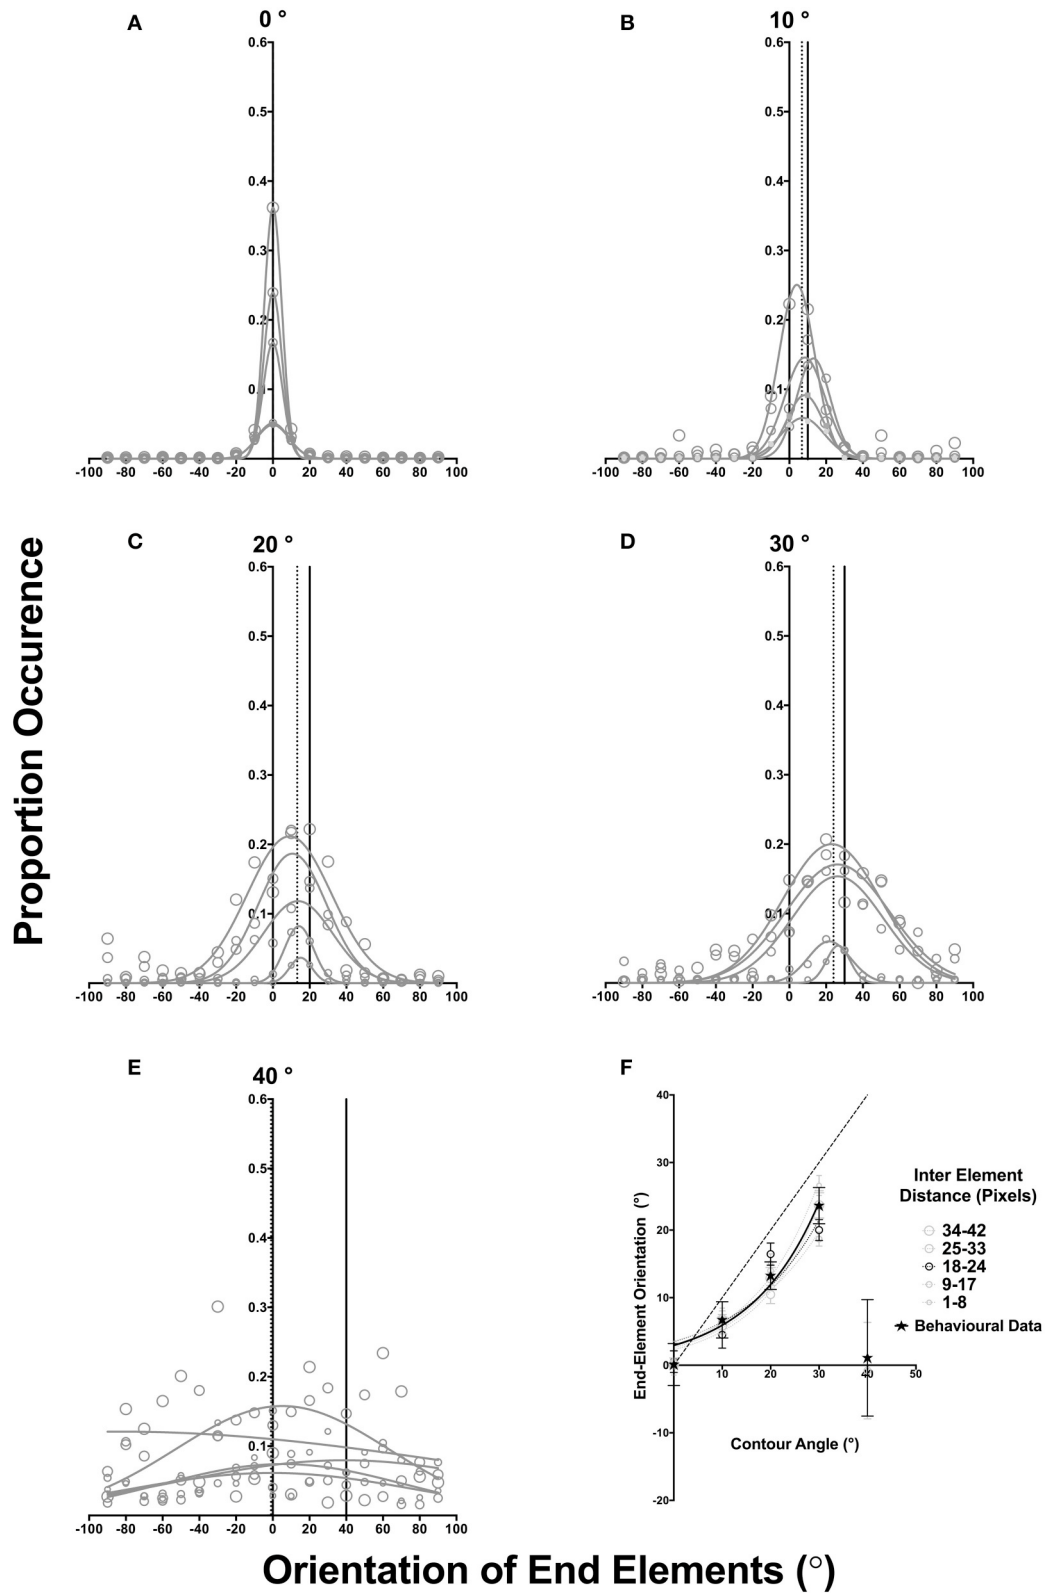 A
0 °
0.6
0.5
0.4
0.3
0.2
0.1
-100 -80 -60 -40 -20 0 20 40 60 80 100
B
10 °
0.6
0.5
0.4
0.3
0.2
0.1
-100 -80 -60 -40 -20 0 20 40 60 80 100
Proportion Occurence
C
20 °
0.6
0.5
0.4
0.3
0.2
0.1
-100 -80 -60 -40 -20 0 20 40 60 80 100
D
30 °
0.6
0.5
0.4
0.3
0.2
0.1
-100 -80 -60 -40 -20 0 20 40 60 80 100
E
40 °
0.6
0.5
0.4
0.3
0.2
0.1
-100 -80 -60 -40 -20 0 20 40 60 80 100
F
End-Element Orientation (°)
40
30
20
10
0
-10
-20
10 20 30 40 50
Contour Angle (°)
Inter Element
Distance (Pixels)
34-42
25-33
18-24
9-17
1-8
Behavioural Data
Orientation of End Elements (°)